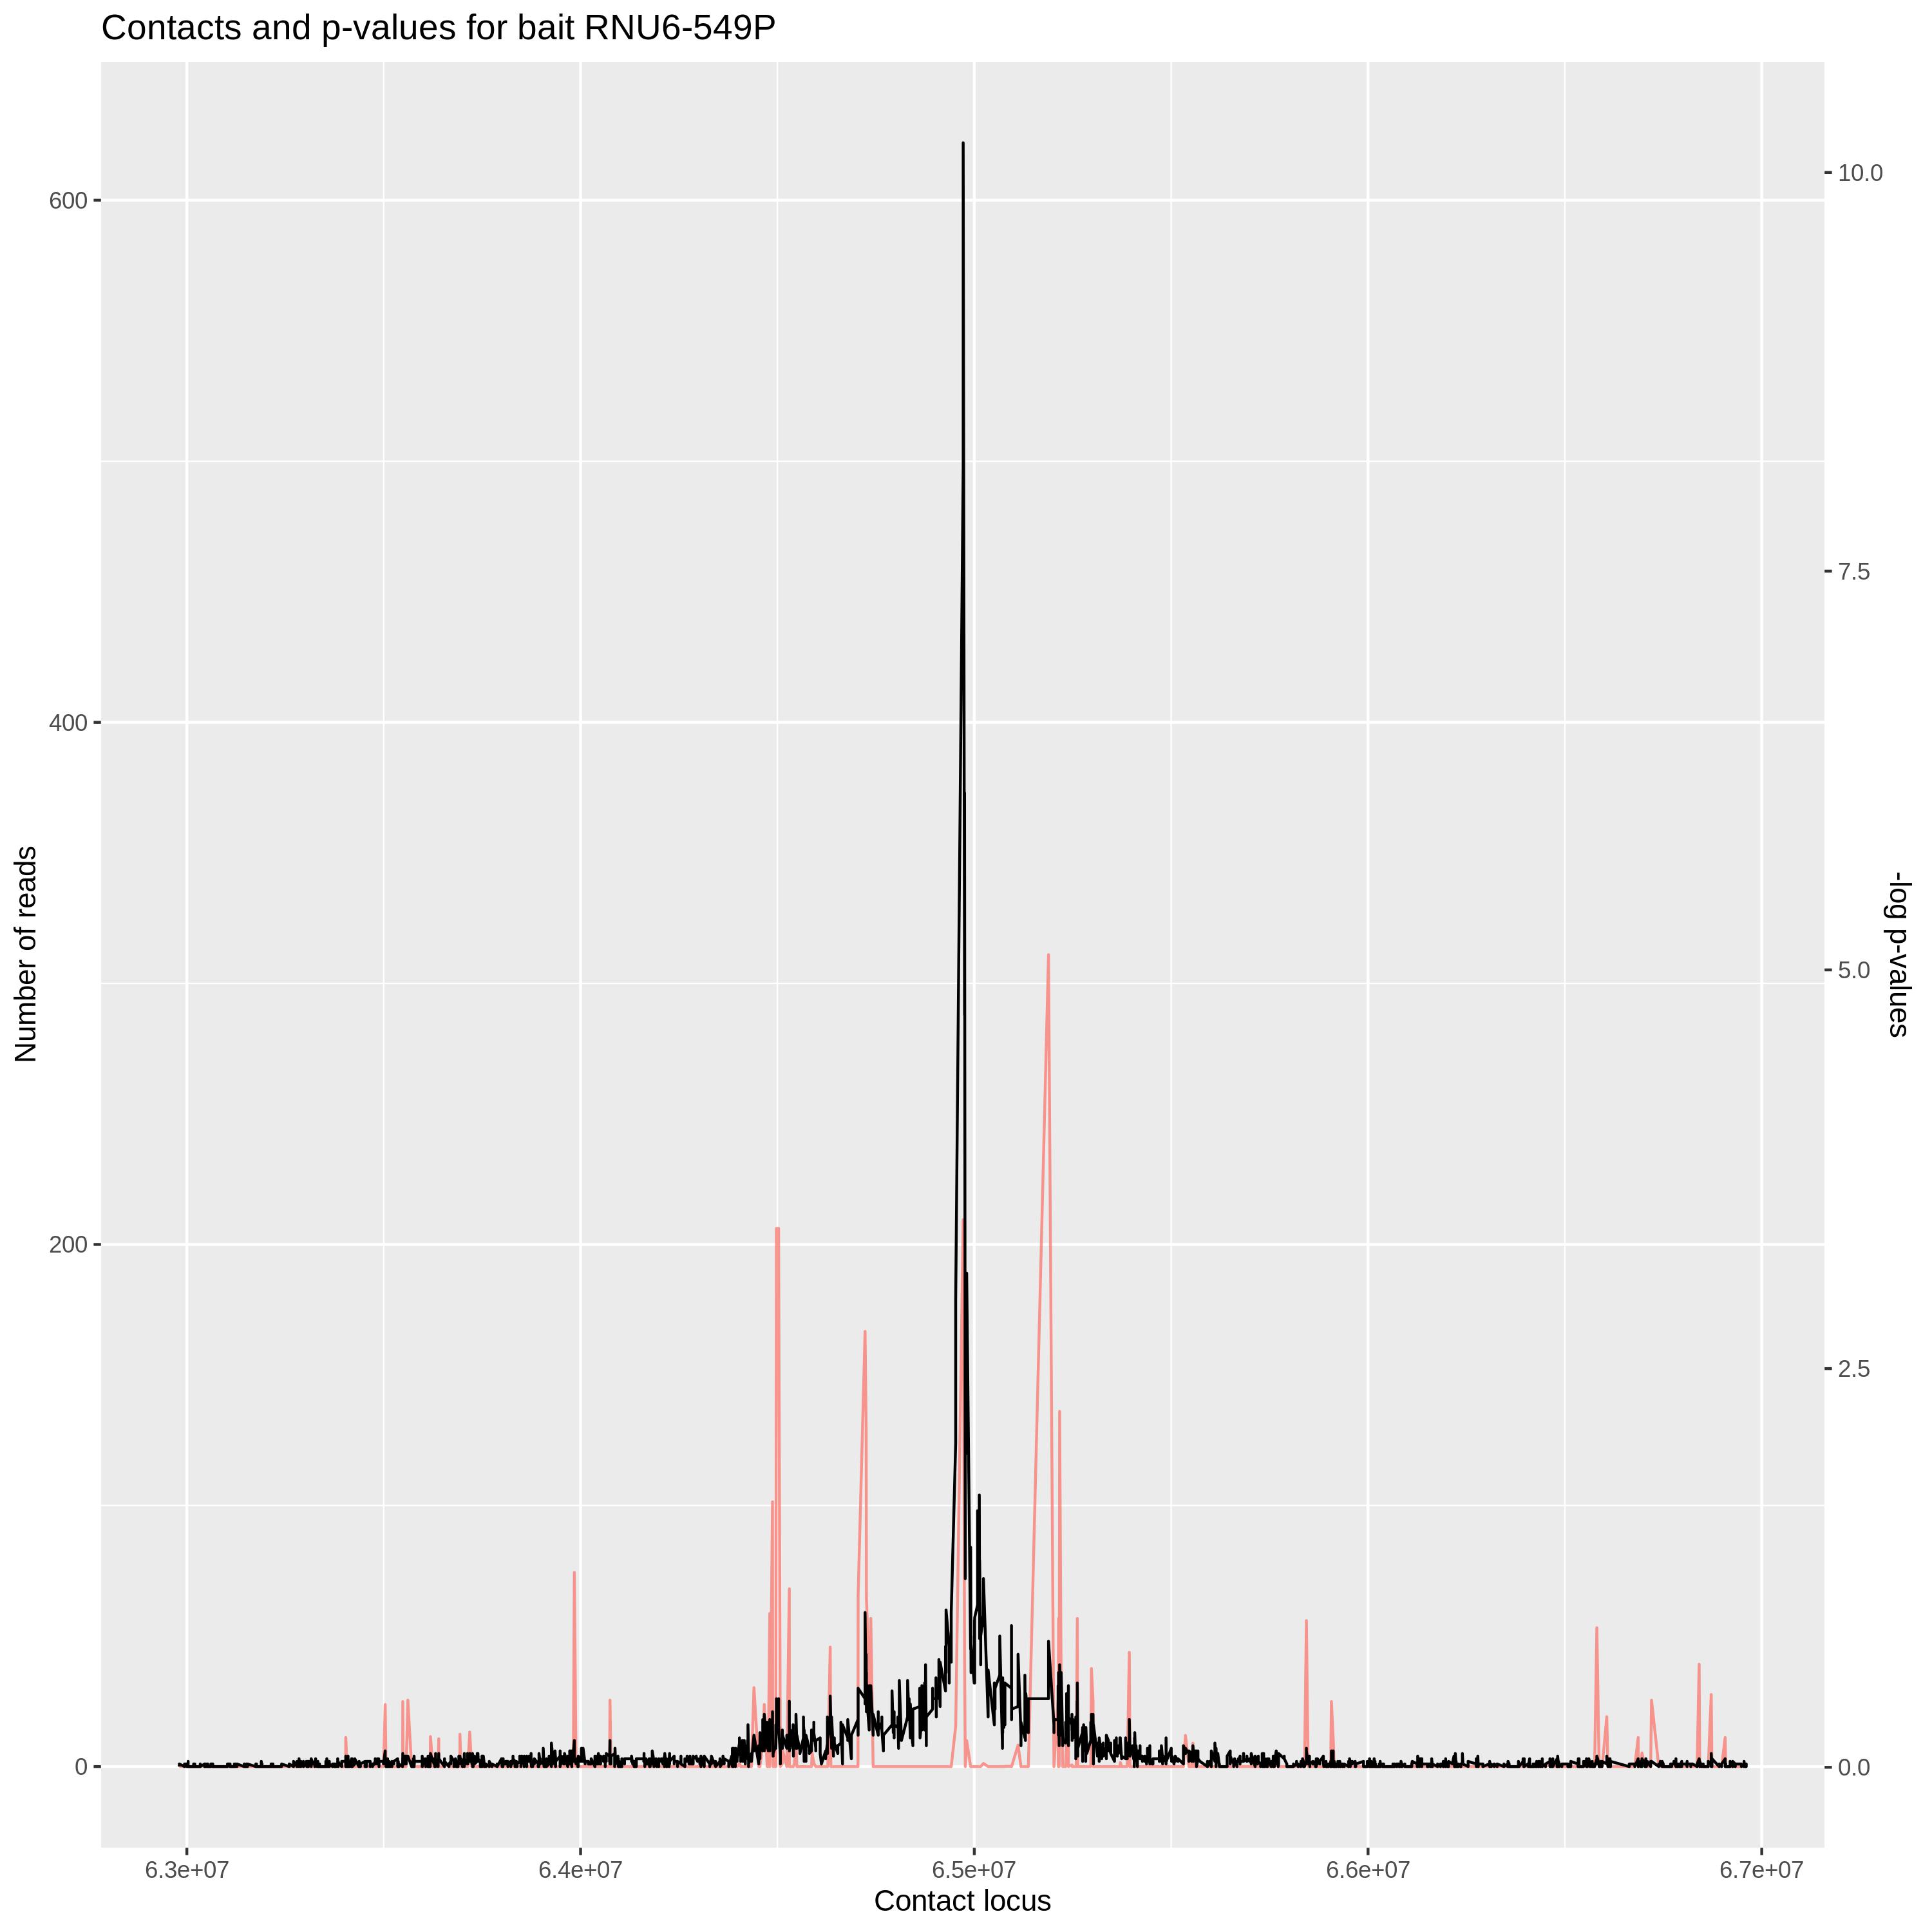 Contacts and p-values for bait RNU6-549P
600
400
200
0
Number of reads
10.0
7.5
5.0
2.5
0.0
-log p-values
6.3e+07
6.4e+07
6.5e+07
6.6e+07
6.7e+07
Contact locus